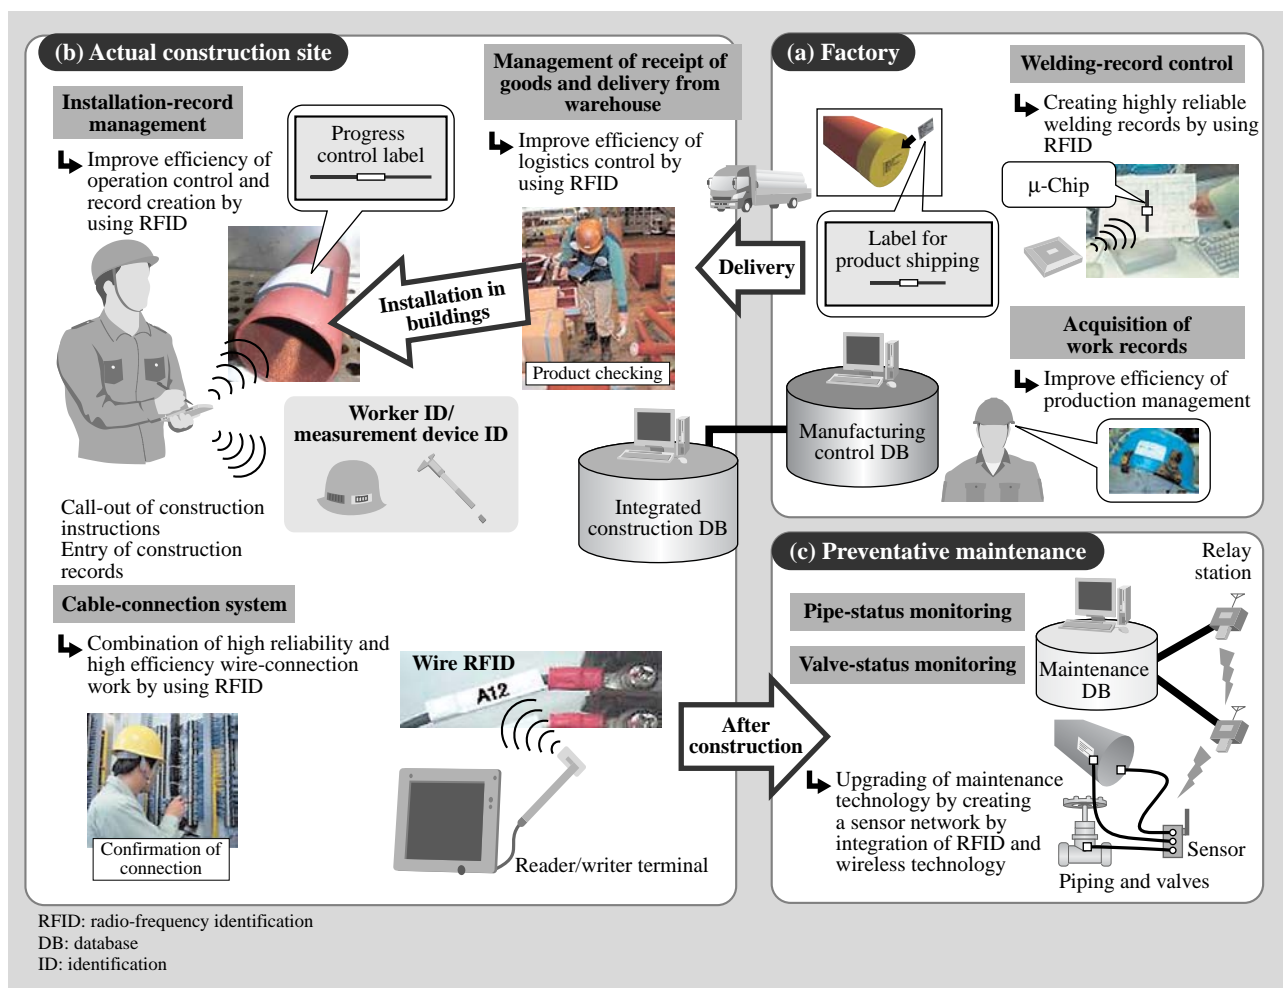 (b) Actual construction site
Installation-record
management
Improve efficiency of
operation control and
record creation by
using RFID
Progress
control label
Management of receipt of
goods and delivery from
warehouse
Improve efficiency of
logistics control by
using RFID
Product checking
Installation in
buildings
Delivery
Worker ID/
measurement device ID
Call-out of construction
instructions
Entry of construction
records
Integrated
construction DB
Cable-connection system
Combination of high reliability and
high efficiency wire-connection
work by using RFID
Confirmation of
connection
Wire RFID
A12
Reader/writer terminal
After
construction
(a) Factory
Label for
product shipping
Welding-record control
Creating highly reliable
welding records by using
RFID
μ-Chip
Acquisition of
work records
Improve efficiency of
production management
Manufacturing
control DB
(c) Preventative maintenance
Pipe-status monitoring
Valve-status monitoring
Relay
station
Maintenance
DB
Upgrading of maintenance
technology by creating
a sensor network by
integration of RFID and
wireless technology
Sensor
Piping and valves
RFID: radio-frequency identification
DB: database
ID: identification